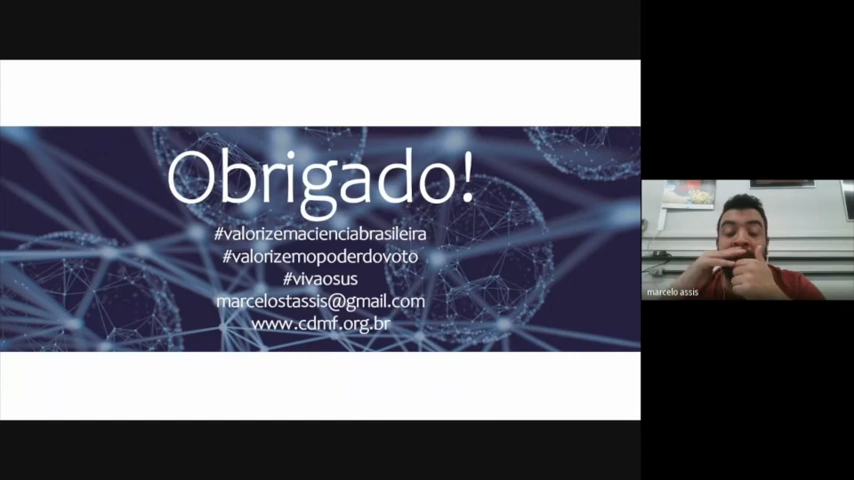 Obrigado!
#valorizemacienciabrasileira
#valorizemopoderdovoto
#vivaosus
marcelostassis@gmail.com
www.cdmf.org.br
marcelo assis